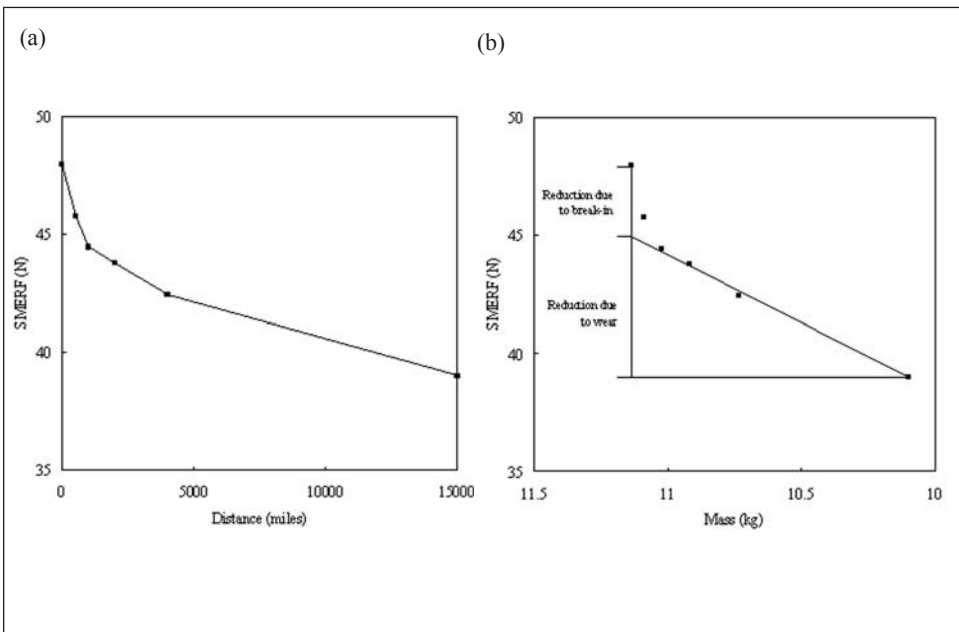 (a)
50
45
40
35
SMERF (N)
0
5000
10000
15000
Distance (miles)
(b)
50
45
40
35
SMERF (N)
Reduction due
to break-in
Reduction due
to wear
11.5
11
10.5
10
Mass (kg)